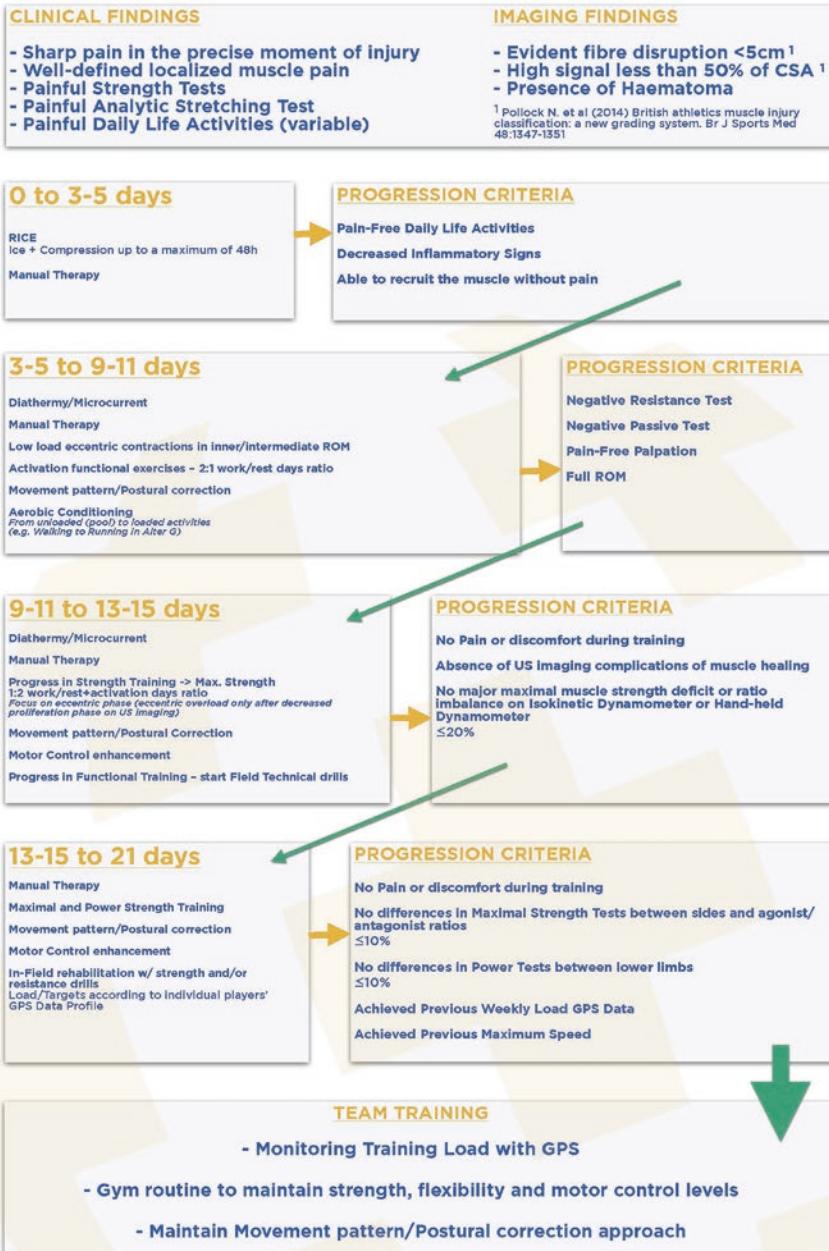 CLINICAL FINDINGS
- Sharp pain in the precise moment of injury
- Well-defined localized muscle pain
- Painful Strength Tests
- Painful Analytic Stretching Test
- Painful Daily Life Activities (variable)
IMAGING FINDINGS
- Evident fibre disruption <5cm ¹
- High signal less than 50% of CSA ¹
- Presence of Haematoma
¹ Pollock N. et al (2014) British athletics muscle injury
classification: a new grading system. Br J Sports Med
48:1347-1351
0 to 3-5 days
RICE
Ice + Compression up to a maximum of 48h
Manual Therapy
PROGRESSION CRITERIA
Pain-Free Daily Life Activities
Decreased Inflammatory Signs
Able to recruit the muscle without pain
3-5 to 9-11 days
Diathermy/Microcurrent
Manual Therapy
Low load eccentric contractions in inner/intermediate ROM
Activation functional exercises – 2:1 work/rest days ratio
Movement pattern/Postural correction
Aerobic Conditioning
From unloaded (pool) to loaded activities
(e.g. Walking to Running in Alter G)
PROGRESSION CRITERIA
Negative Resistance Test
Negative Passive Test
Pain-Free Palpation
Full ROM
9-11 to 13-15 days
Diathermy/Microcurrent
Manual Therapy
Progress in Strength Training -> Max. Strength
1:2 work/rest+activation days ratio
Focus on eccentric phase (eccentric overload only after decreased
proliferation phase on US imaging)
Movement pattern/Postural Correction
Motor Control enhancement
Progress in Functional Training – start Field Technical drills
PROGRESSION CRITERIA
No Pain or discomfort during training
Absence of US imaging complications of muscle healing
No major maximal muscle strength deficit or ratio
imbalance on Isokinetic Dynamometer or Hand-held
Dynamometer
≤20%
13-15 to 21 days
Manual Therapy
Maximal and Power Strength Training
Movement pattern/Postural correction
Motor Control enhancement
In-Field rehabilitation w/ strength and/or
resistance drills
Load/Targets according to individual players'
GPS Data Profile
PROGRESSION CRITERIA
No Pain or discomfort during training
No differences in Maximal Strength Tests between sides and agonist/
antagonist ratios
≤10%
No differences in Power Tests between lower limbs
≤10%
Achieved Previous Weekly Load GPS Data
Achieved Previous Maximum Speed
TEAM TRAINING
- Monitoring Training Load with GPS
- Gym routine to maintain strength, flexibility and motor control levels
- Maintain Movement pattern/Postural correction approach